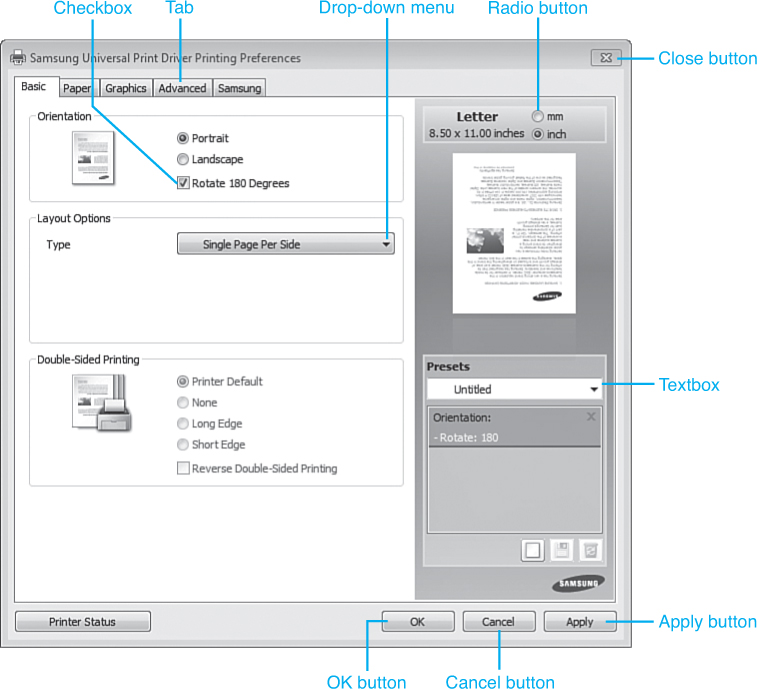 Checkbox Tab Drop-down menu Radio button
Samsung Universal Print Driver Printing Preferences
Close button
Basic Paper Graphics Advanced Samsung
Orientation
Portrait
Landscape
Rotate 180 Degrees
Layout Options
Type Single Page Per Side
Double-Sided Printing
Printer Default
None
Long Edge
Short Edge
Reverse Double-Sided Printing
Letter mm
8.50 x 11.00 inches inch
SAMSUNG
Presets
Untitled
Textbox
Orientation:
- Rotate: 180
SAMSUNG
Printer Status OK Cancel Apply
Apply button
OK button Cancel button